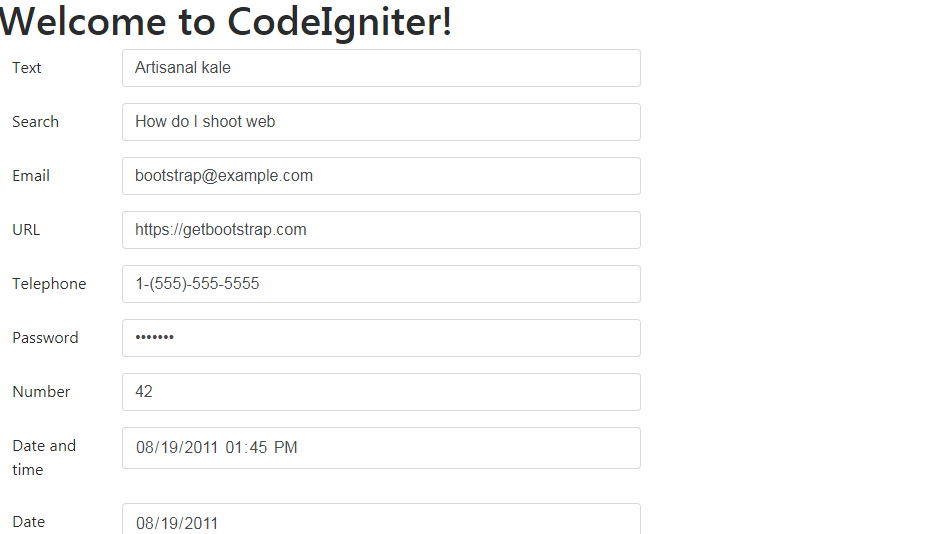 Welcome to CodeIgniter!
Text Artisanal kale
Search How do I shoot web
Email bootstrap@example.com
URL https://getbootstrap.com
Telephone 1-(555)-555-5555
Password •••••••
Number 42
Date and time 08/19/2011 01:45 PM
Date 08/19/2011